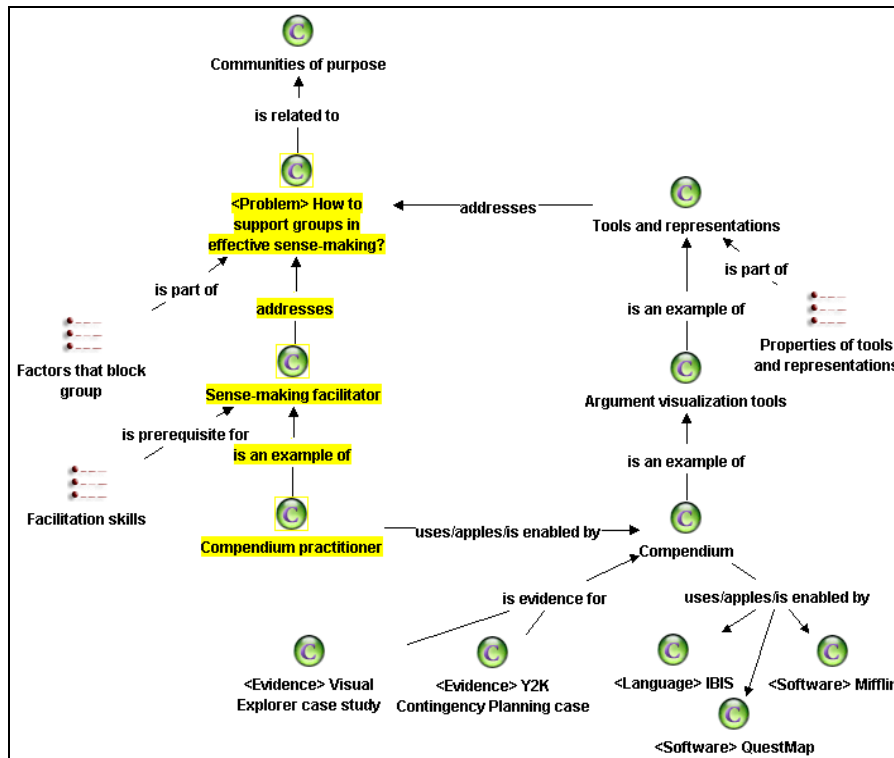 Communities of purpose
is related to
<Problem> How to
support groups in
effective sense-making?
addresses
Tools and representations
is part of
is part of
addresses
is an example of
Factors that block
group
Properties of tools
and representations
Sense-making facilitator
Argument visualization tools
is prerequisite for
is an example of
is an example of
Facilitation skills
Compendium practitioner
uses/apples/is enabled by
Compendium
is evidence for
uses/apples/is enabled by
<Evidence> Visual
Explorer case study
<Evidence> Y2K
Contingency Planning case
<Language> IBIS
<Software> Mifflin
<Software> QuestMap